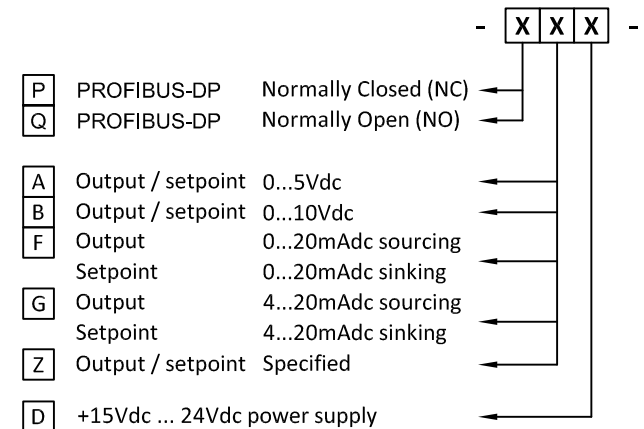 - X X X -
P PROFIBUS-DP Normally Closed (NC)
Q PROFIBUS-DP Normally Open (NO)
A Output / setpoint 0...5Vdc
B Output / setpoint 0...10Vdc
F Output 0...20mAdc sourcing
Setpoint 0...20mAdc sinking
G Output 4...20mAdc sourcing
Setpoint 4...20mAdc sinking
Z Output / setpoint Specified
D +15Vdc ... 24Vdc power supply